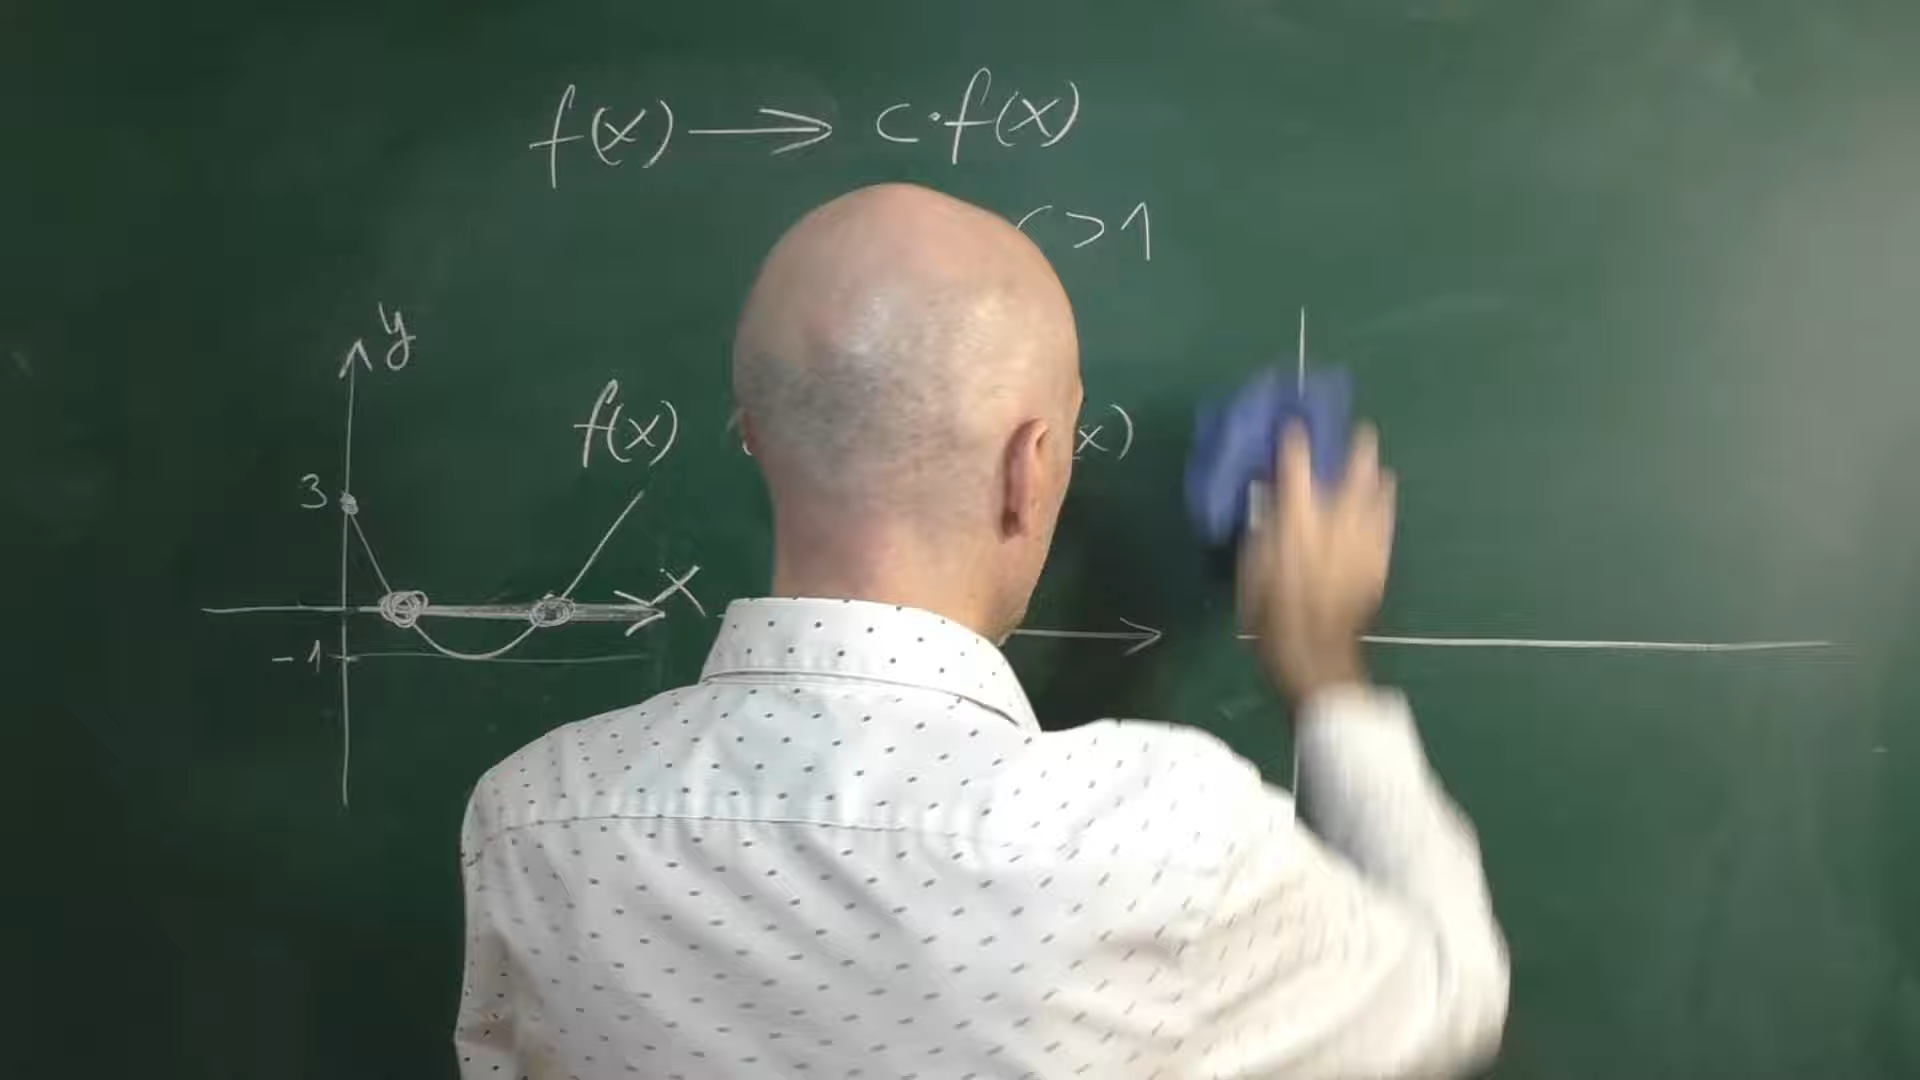 f(x) → c·f(x)
c > 1
y
f(x)
x)
3
x
-1